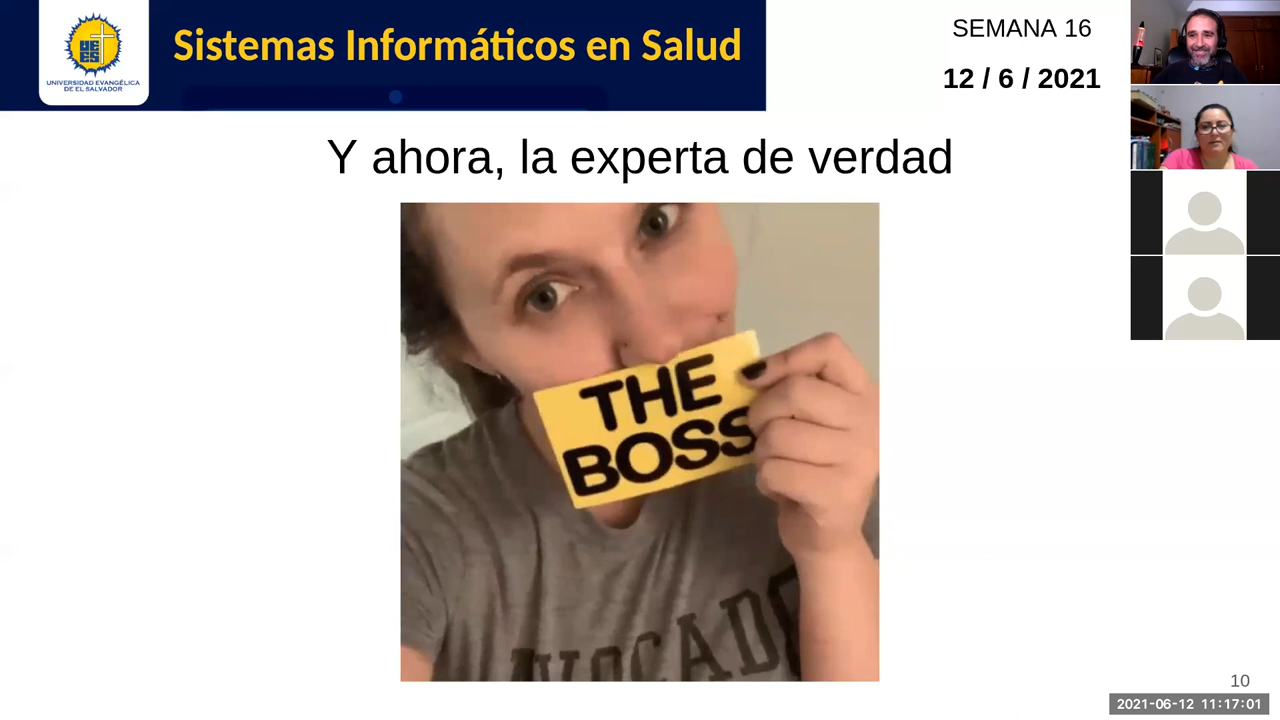 Sistemas Informáticos en Salud
UNIVERSIDAD EVANGÉLICA
DE EL SALVADOR
SEMANA 16
12 / 6 / 2021
Y ahora, la experta de verdad
THE
BOSS
AVOCADO
10
2021-06-12 11:17:01